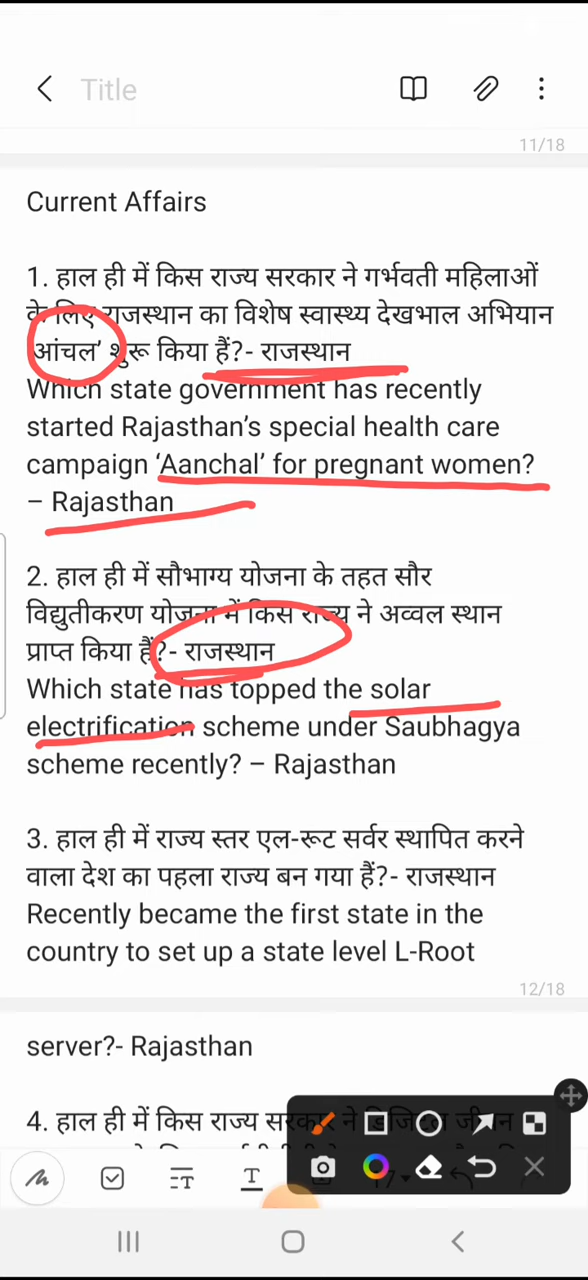 Title
11/18
Current Affairs
1. हाल ही में किस राज्य सरकार ने गर्भवती महिलाओं
के लिए राजस्थान का विशेष स्वास्थ्य देखभाल अभियान
'आंचल' शुरू किया हैं?- राजस्थान
Which state government has recently
started Rajasthan’s special health care
campaign ‘Aanchal’ for pregnant women?
– Rajasthan
2. हाल ही में सौभाग्य योजना के तहत सौर
विद्युतीकरण योजना में किस राज्य ने अव्वल स्थान
प्राप्त किया हैं?- राजस्थान
Which state has topped the solar
electrification scheme under Saubhagya
scheme recently? – Rajasthan
3. हाल ही में राज्य स्तर एल-रूट सर्वर स्थापित करने
वाला देश का पहला राज्य बन गया हैं?- राजस्थान
Recently became the first state in the
country to set up a state level L-Root
12/18
server?- Rajasthan
4. हाल ही में किस राज्य सरकार ने डिजिटल जीवन